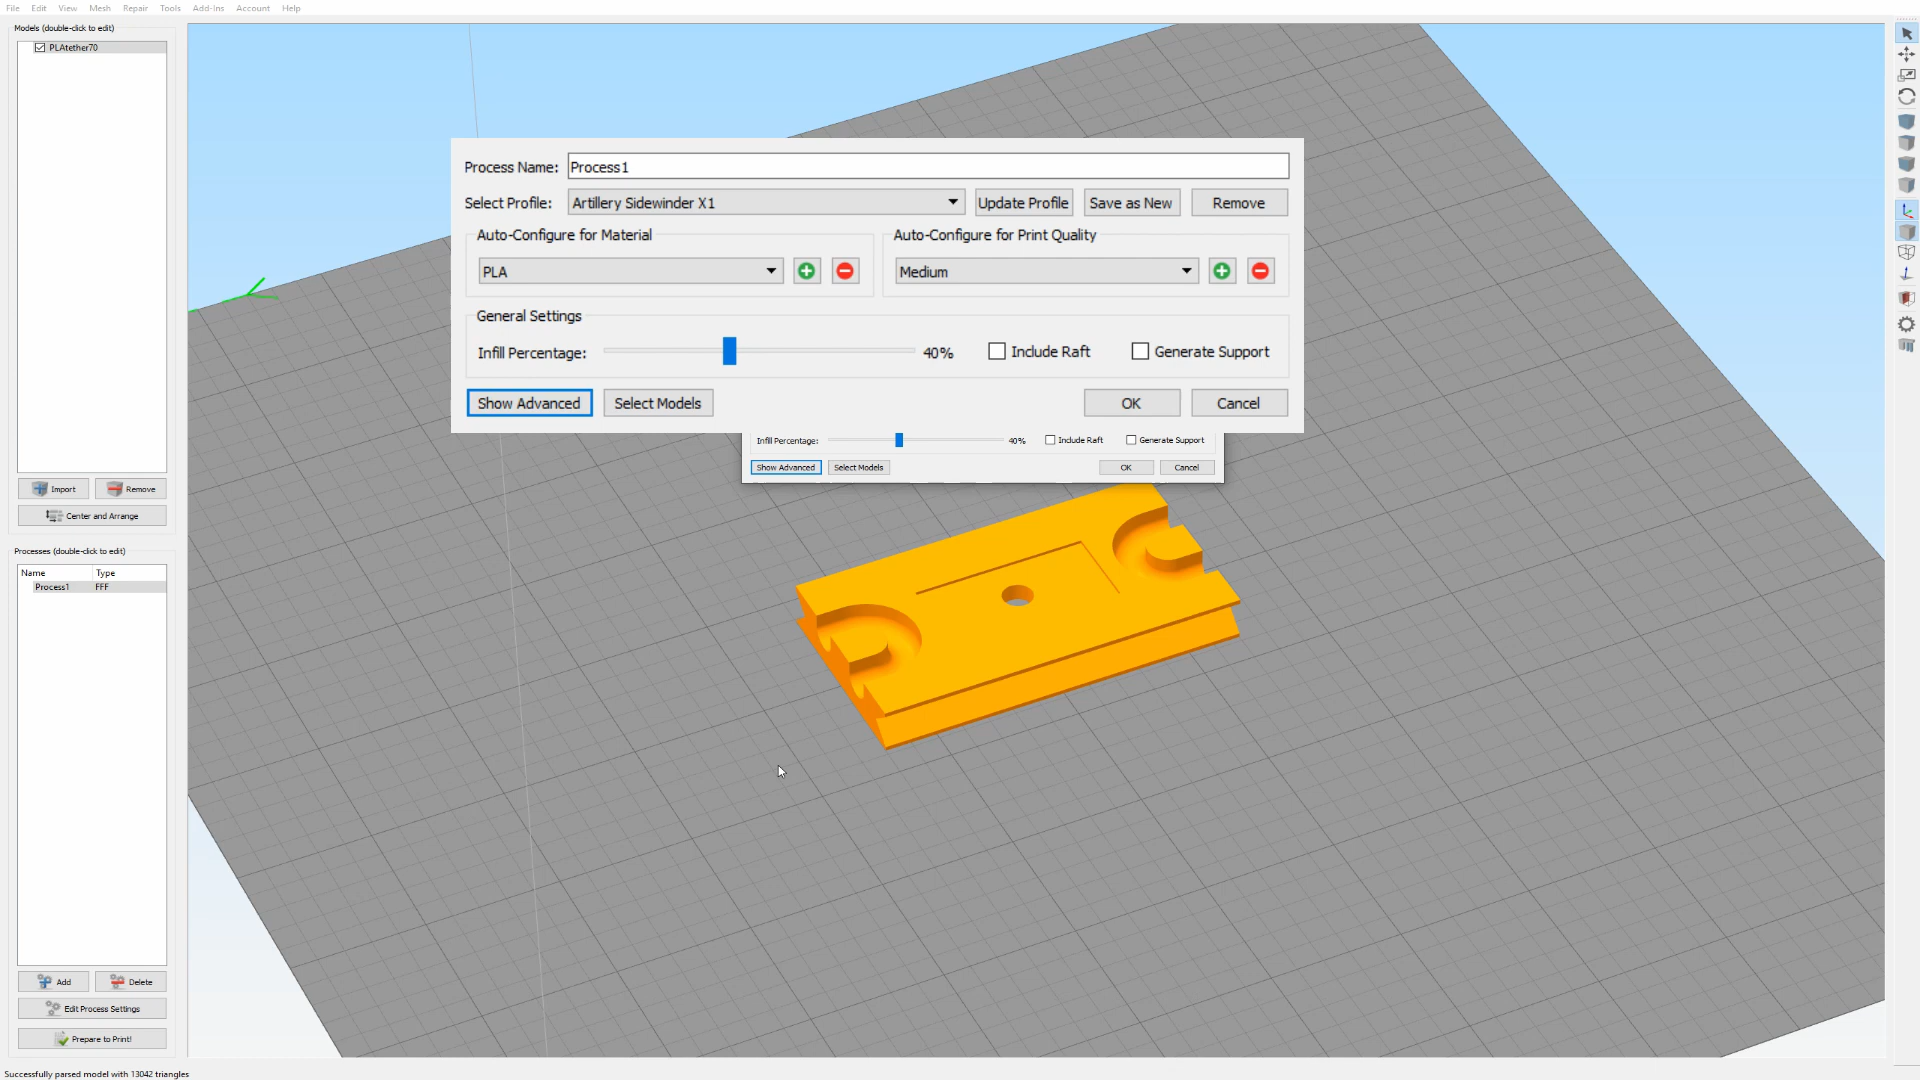 File Edit View Mesh Repair Tools Add-Ins Account Help
Models (double-click to edit)
PLAtether70
Process Name: Process1
Select Profile: Artillery Sidewinder X1 Update Profile Save as New Remove
Auto-Configure for Material Auto-Configure for Print Quality
PLA Medium
General Settings
Infill Percentage: 40% Include Raft Generate Support
Show Advanced Select Models OK Cancel
Infill Percentage: 40% Include Raft Generate Support
Show Advanced Select Models OK Cancel
Import Remove
Center and Arrange
Processes (double-click to edit)
Name Type
Process1 FFF
Add Delete
Edit Process Settings
Prepare to Print!
Successfully parsed model with 13042 triangles